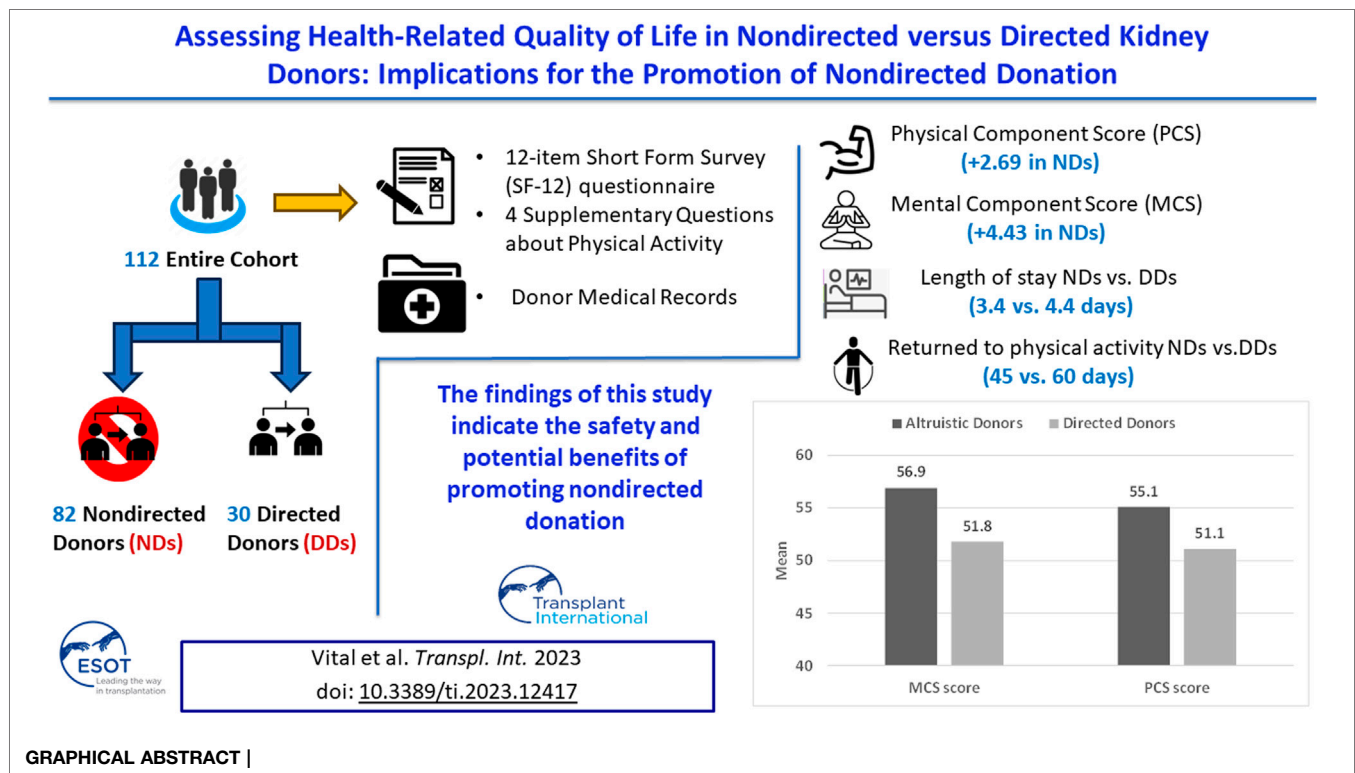 Assessing Health-Related Quality of Life in Nondirected versus Directed Kidney
Donors: Implications for the Promotion of Nondirected Donation
112 Entire Cohort
82 Nondirected
Donors (NDs)
30 Directed
Donors (DDs)
• 12-item Short Form Survey
(SF-12) questionnaire
• 4 Supplementary Questions
about Physical Activity
• Donor Medical Records
Physical Component Score (PCS)
(+2.69 in NDs)
Mental Component Score (MCS)
(+4.43 in NDs)
Length of stay NDs vs. DDs
(3.4 vs. 4.4 days)
Returned to physical activity NDs vs.DDs
(45 vs. 60 days)
The findings of this study
indicate the safety and
potential benefits of
promoting nondirected
donation
Altruistic Donors
Directed Donors
Mean
60
55
50
45
40
56.9
51.8
55.1
51.1
MCS score
PCS score
Transplant
International
ESOT
Leading the way
in transplantation
Vital et al. Transpl. Int. 2023
doi: 10.3389/ti.2023.12417
GRAPHICAL ABSTRACT |